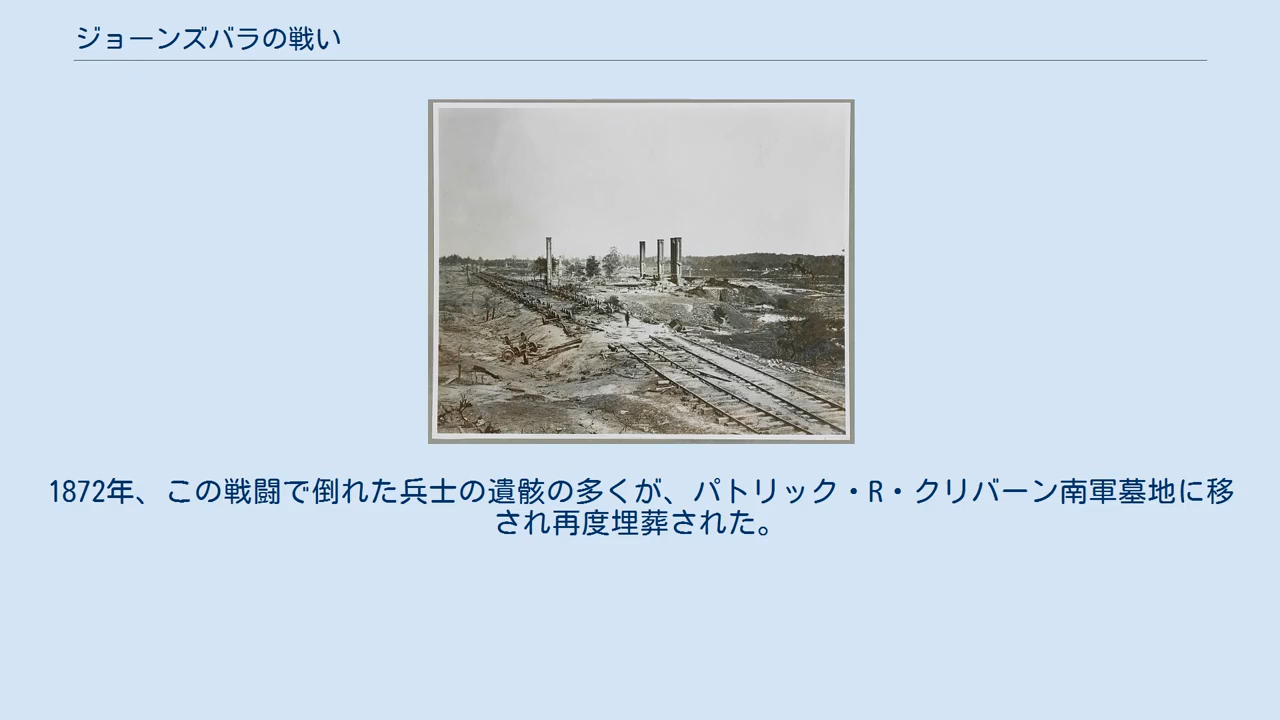 ジョーンズバラの戦い
1872年、この戦闘で倒れた兵士の遺骸の多くが、パトリック・R・クリバーン南軍墓地に移
され再度埋葬された。